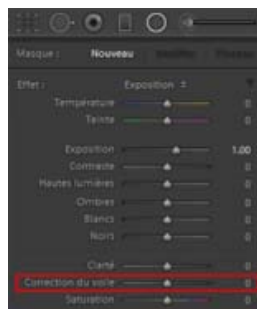 Masque : Nouveau
Effet : Exposition
Température 0
Teinte 0
Exposition 1,00
Contraste 0
Hautes lumières 0
Ombres 0
Blancs 0
Noirs 0
Clarté 0
Correction du voile 0
Saturation 0